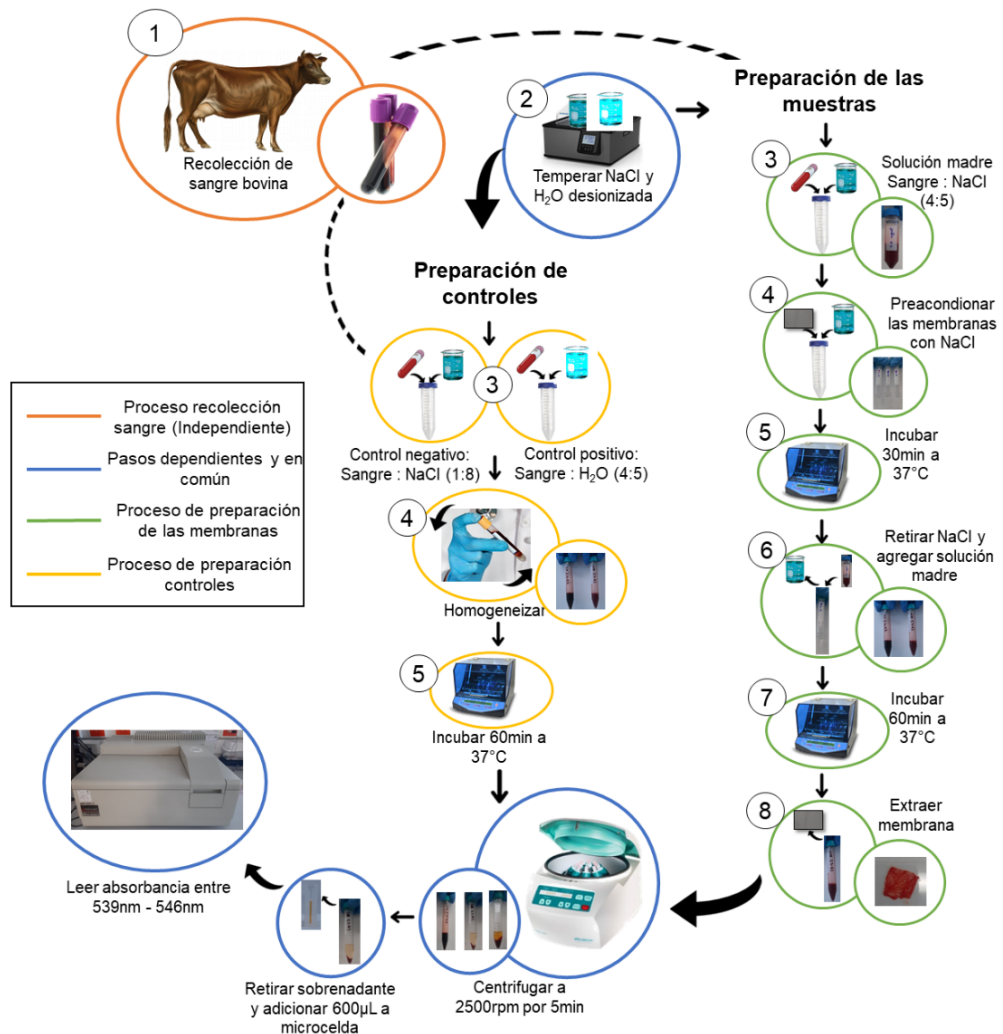 1
Recolección de
sangre bovina
2
Temperar NaCl y
H₂O desionizada
Preparación de las
muestras
3
Solución madre
Sangre : NaCl
(4:5)
4
Preacondionar
las membranas
con NaCl
5
Incubar
30min a
37°C
6
Retirar NaCl y
agregar solución
madre
7
Incubar
60min a
37°C
8
Extraer
membrana
Preparación de
controles
3
Control negativo:
Sangre : NaCl (1:8)
Control positivo:
Sangre : H₂O (4:5)
4
Homogeneizar
5
Incubar 60min a
37°C
Proceso recolección
sangre (Independiente)
Pasos dependientes y en
común
Proceso de preparación
de las membranas
Proceso de preparación
controles
Centrifugar a
2500rpm por 5min
Retirar sobrenadante
y adicionar 600µL a
microcelda
Leer absorbancia entre
539nm - 546nm